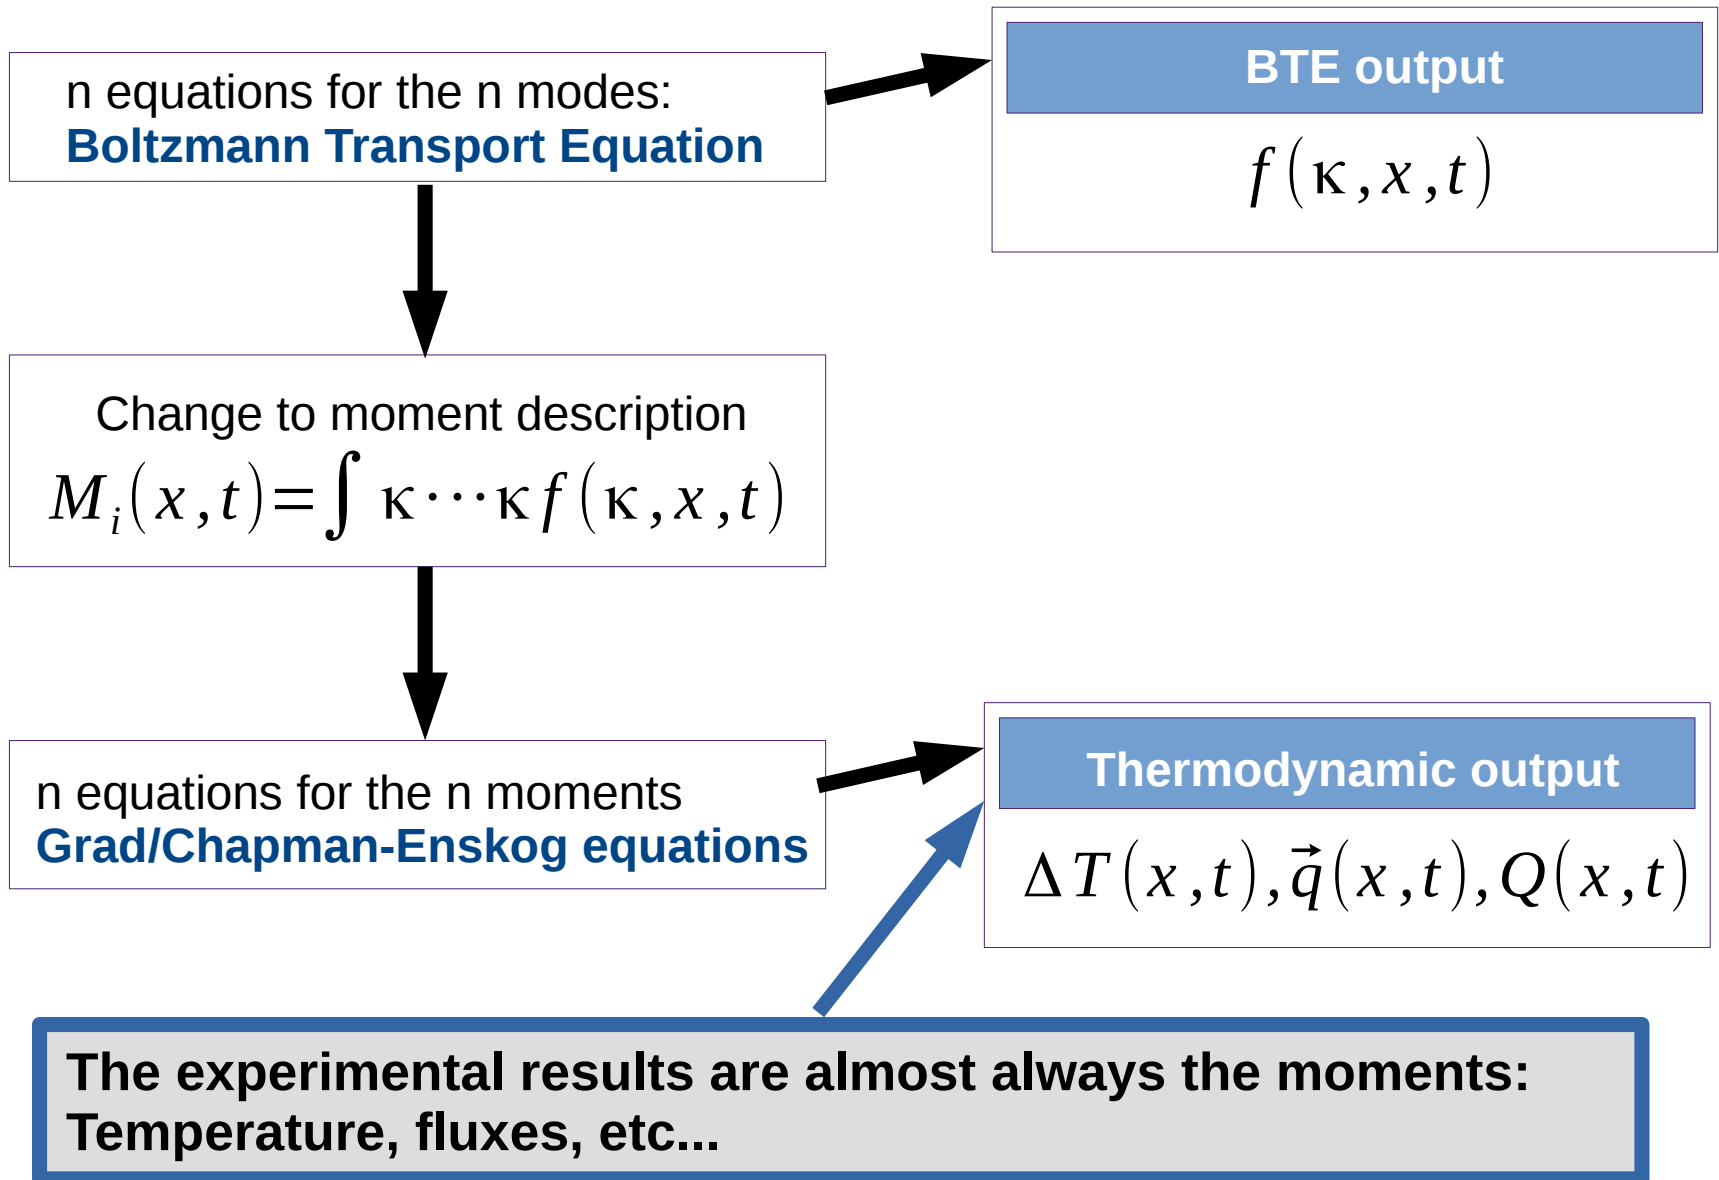 n equations for the n modes:
Boltzmann Transport Equation
BTE output
f(κ,x,t)
Change to moment description
M_i(x,t)=∫ κ⋯κ f(κ,x,t)
n equations for the n moments
Grad/Chapman-Enskog equations
Thermodynamic output
ΔT(x,t),q⃗(x,t),Q(x,t)
The experimental results are almost always the moments:
Temperature, fluxes, etc...